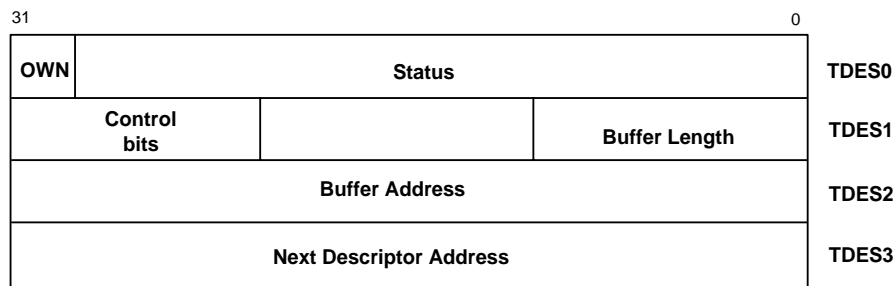 31 0
OWN Status TDES0
Control bits Buffer Length TDES1
Buffer Address TDES2
Next Descriptor Address TDES3